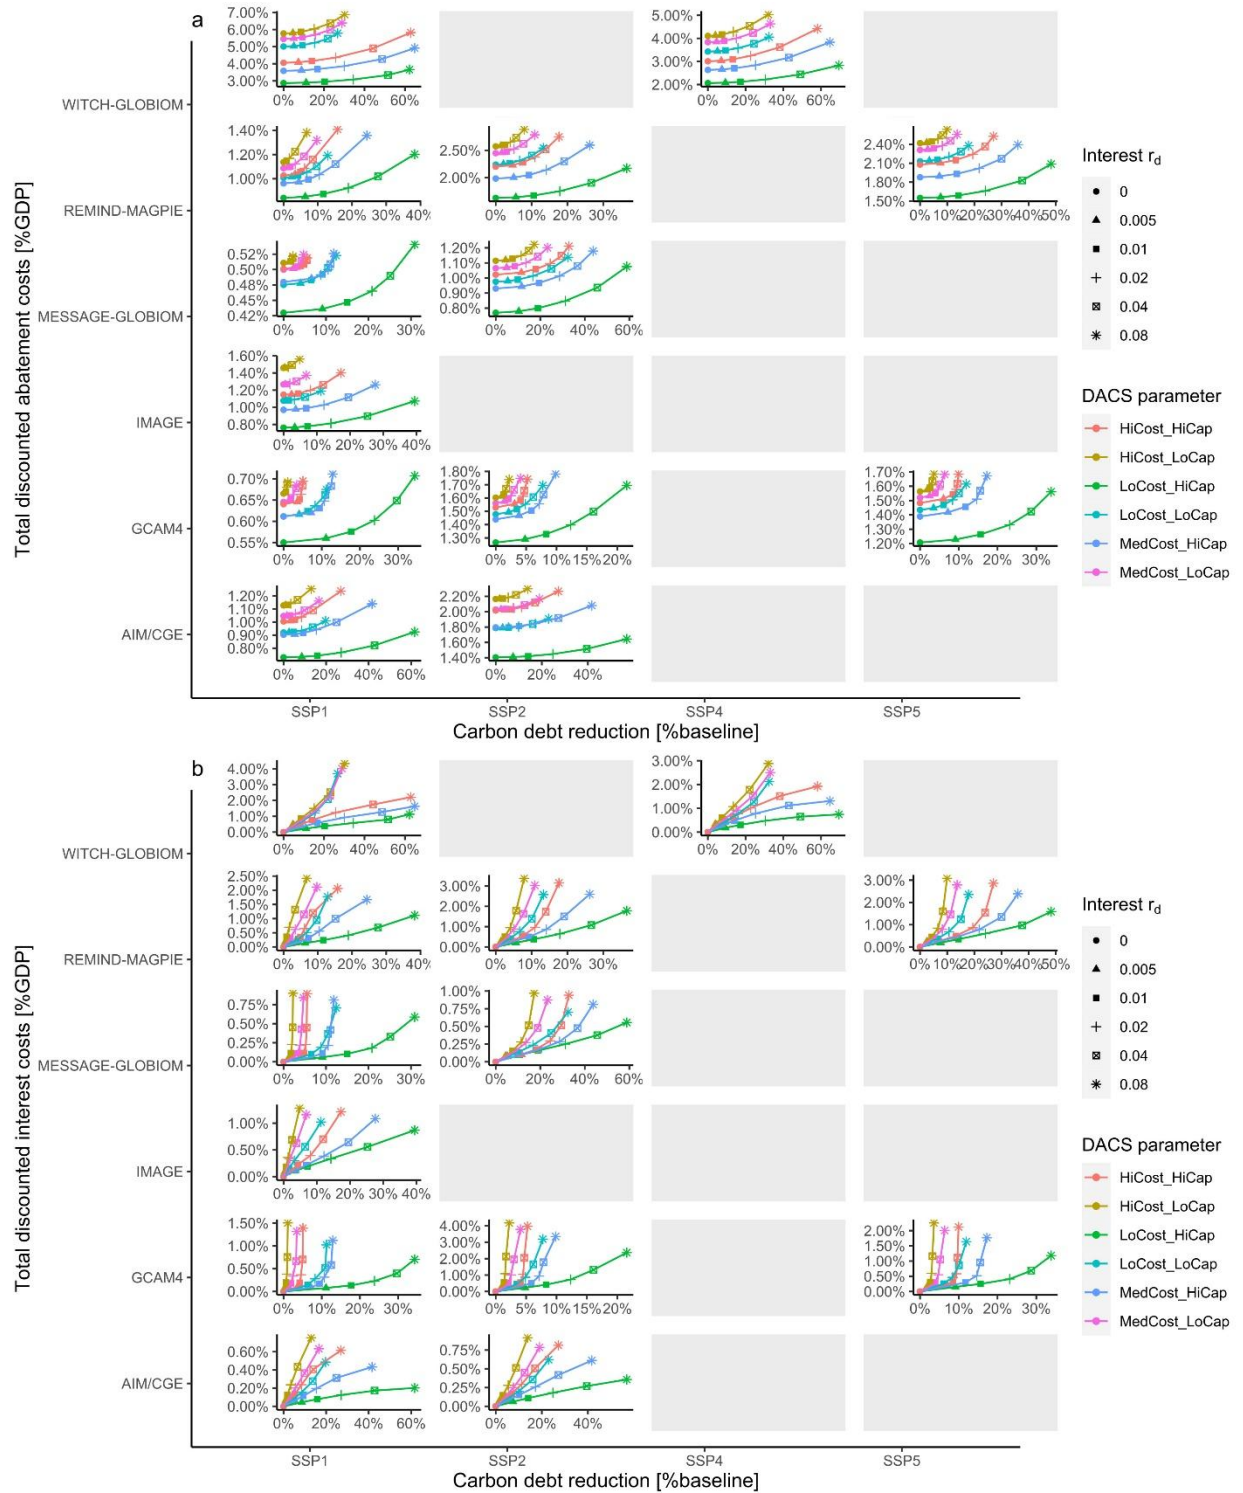 a
Total discounted abatement costs [%GDP]
WITCH-GLOBIOM
7.00%
6.00%
5.00%
4.00%
3.00%
0% 20% 40% 60%
5.00%
4.00%
3.00%
2.00%
0% 20% 40% 60%
REMIND-MAGPIE
1.40%
1.20%
1.00%
0% 10% 20% 30% 40%
2.50%
2.00%
0% 10% 20% 30%
2.40%
2.10%
1.80%
1.50%
0% 10% 20% 30% 40% 50%
MESSAGE-GLOBIOM
0.52%
0.50%
0.48%
0.45%
0.42%
0% 10% 20% 30%
1.20%
1.10%
1.00%
0.90%
0.80%
0% 20% 40% 60%
IMAGE
1.60%
1.40%
1.20%
1.00%
0.80%
0% 10% 20% 30% 40%
GCAM4
0.70%
0.65%
0.60%
0.55%
0% 10% 20% 30%
1.80%
1.70%
1.60%
1.50%
1.40%
1.30%
0% 5% 10% 15% 20%
1.70%
1.60%
1.50%
1.40%
1.30%
1.20%
0% 10% 20% 30%
AIM/CGE
1.20%
1.10%
1.00%
0.90%
0.80%
0% 20% 40% 60%
2.20%
2.00%
1.80%
1.60%
1.40%
0% 20% 40%
SSP1 SSP2 SSP4 SSP5
Carbon debt reduction [%baseline]
Interest rd
0
0.005
0.01
0.02
0.04
0.08
DACS parameter
HiCost_HiCap
HiCost_LoCap
LoCost_HiCap
LoCost_LoCap
MedCost_HiCap
MedCost_LoCap
b
Total discounted interest costs [%GDP]
WITCH-GLOBIOM
4.00%
3.00%
2.00%
1.00%
0.00%
0% 20% 40% 60%
3.00%
2.00%
1.00%
0.00%
0% 20% 40% 60%
REMIND-MAGPIE
2.50%
2.00%
1.50%
1.00%
0.50%
0.00%
0% 10% 20% 30% 40%
3.00%
2.00%
1.00%
0.00%
0% 10% 20% 30%
3.00%
2.00%
1.00%
0.00%
0% 10% 20% 30% 40% 50%
MESSAGE-GLOBIOM
0.75%
0.50%
0.25%
0.00%
0% 10% 20% 30%
1.00%
0.75%
0.50%
0.25%
0.00%
0% 20% 40% 60%
IMAGE
1.00%
0.50%
0.00%
0% 10% 20% 30% 40%
GCAM4
1.50%
1.00%
0.50%
0.00%
0% 10% 20% 30%
4.00%
3.00%
2.00%
1.00%
0.00%
0% 5% 10% 15% 20%
2.00%
1.50%
1.00%
0.50%
0.00%
0% 10% 20% 30%
AIM/CGE
0.60%
0.40%
0.20%
0.00%
0% 20% 40% 60%
0.75%
0.50%
0.25%
0.00%
0% 20% 40%
SSP1 SSP2 SSP4 SSP5
Carbon debt reduction [%baseline]
Interest rd
0
0.005
0.01
0.02
0.04
0.08
DACS parameter
HiCost_HiCap
HiCost_LoCap
LoCost_HiCap
LoCost_LoCap
MedCost_HiCap
MedCost_LoCap